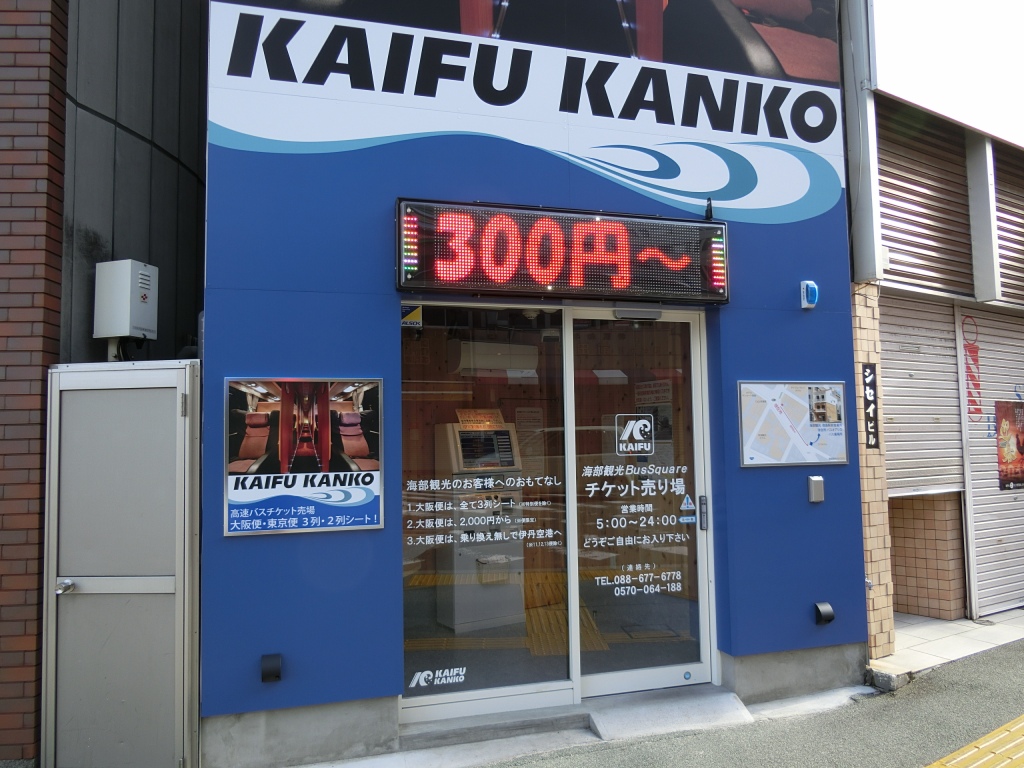 KAIFU KANKO
300円～
KAIFU KANKO
高速バスチケット売場
大阪便・東京便 3列・2列シート!
海部観光のお客様へのおもてなし
1.大阪便は、全て3列シート
2.大阪便は、2,000円から
3.大阪便は、乗り換え無しで伊丹空港へ
KAIFU
KANKO
KAIFU
海部観光BusSquare
チケット売り場
営業時間
5:00～24:00
どうぞご自由にお入り下さい
(連絡先)
TEL.088-677-6778
0570-064-188
シセイビル